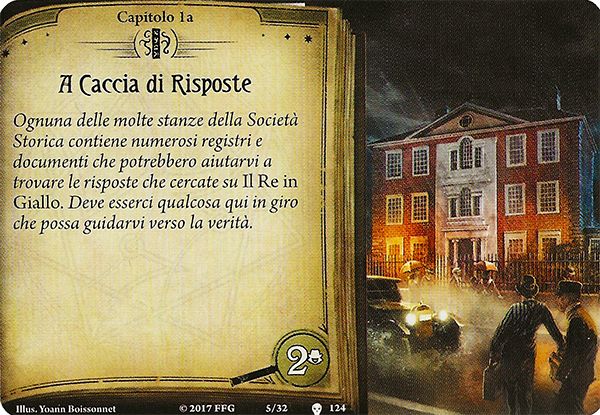 Capitolo 1a
A Caccia di Risposte
Ognuna delle molte stanze della Società
Storica contiene numerosi registri e
documenti che potrebbero aiutarvi a
trovare le risposte che cercate su Il Re in
Giallo. Deve esserci qualcosa qui in giro
che possa guidarvi verso la verità.
2
Illus. Yoann Boissonnet © 2017 FFG 5/32 124